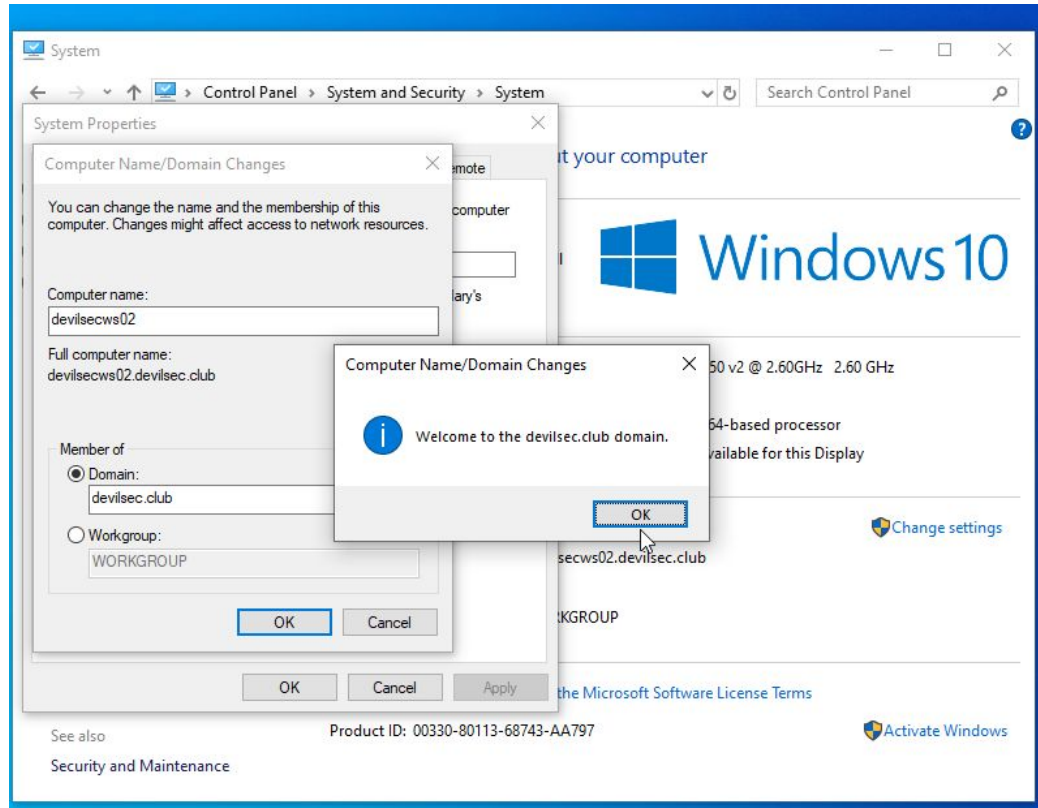 System
Control Panel > System and Security > System
Search Control Panel
System Properties
Computer Name/Domain Changes
You can change the name and the membership of this
computer. Changes might affect access to network resources.
Computer name:
devilsecws02
Full computer name:
devilsecws02.devilsec.club
Member of
Domain:
devilsec.club
Workgroup:
WORKGROUP
OK
Cancel
emote
computer
lary's
OK
Cancel
Apply
Computer Name/Domain Changes
Welcome to the devilsec.club domain.
OK
?
your computer
Windows 10
50 v2 @ 2.60GHz 2.60 GHz
64-based processor
vailable for this Display
Change settings
secws02.devilsec.club
KGROUP
the Microsoft Software License Terms
Product ID: 00330-80113-68743-AA797
Activate Windows
See also
Security and Maintenance